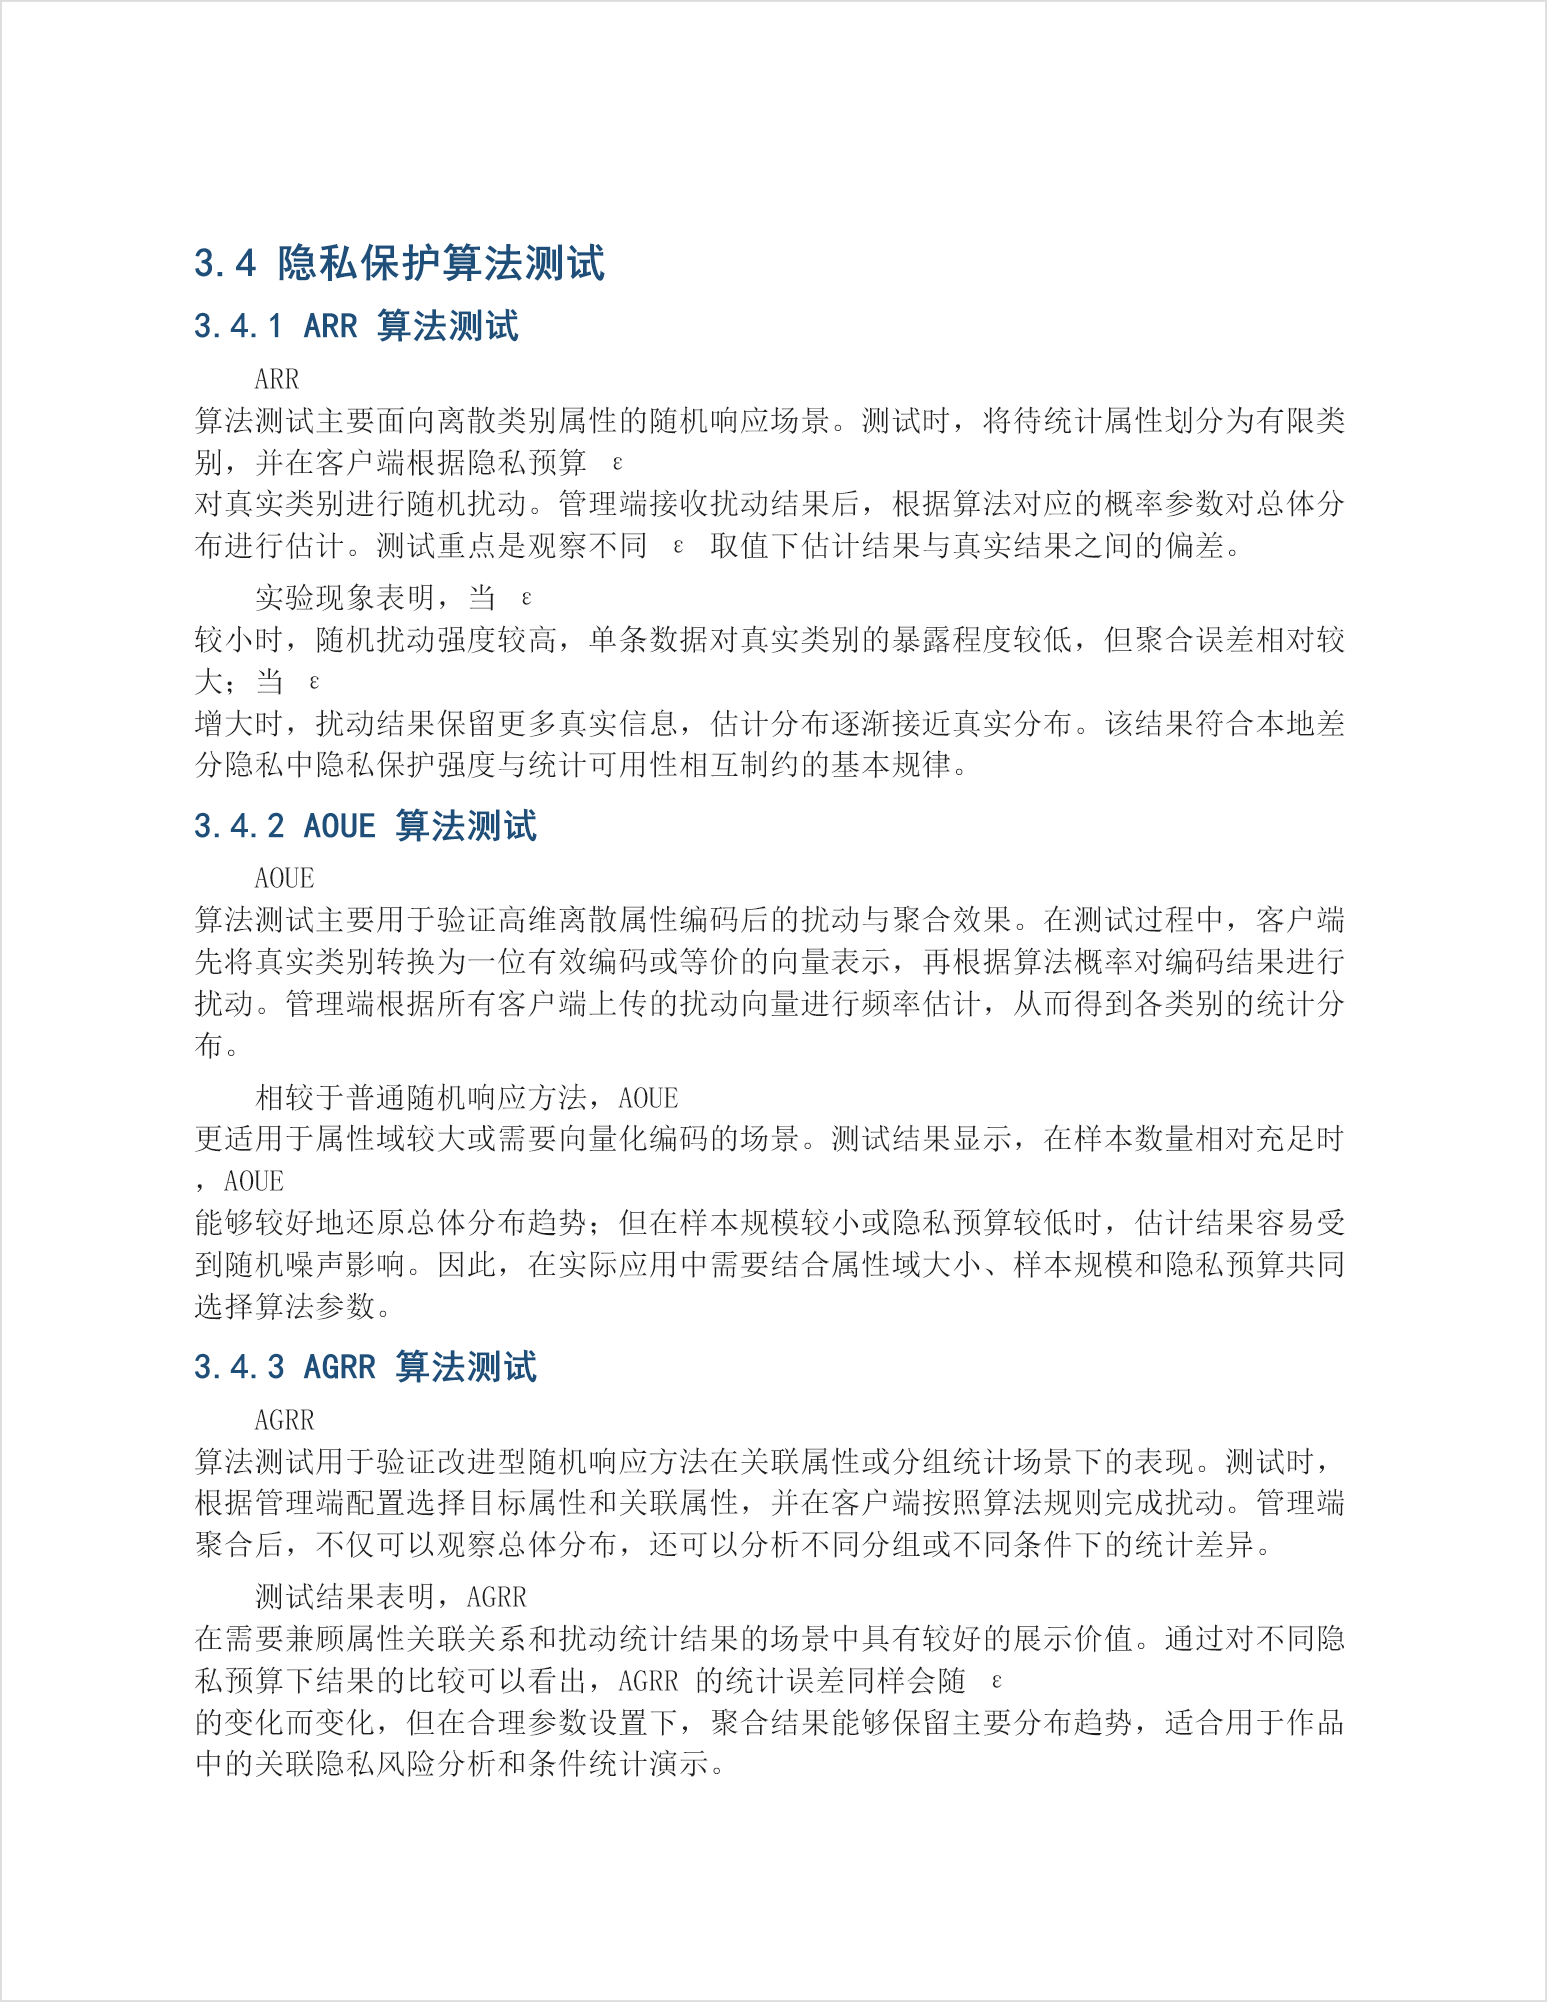 3.4 隐私保护算法测试
3.4.1 ARR 算法测试
ARR
算法测试主要面向离散类别属性的随机响应场景。测试时，将待统计属性划分为有限类
别，并在客户端根据隐私预算 ε
对真实类别进行随机扰动。管理端接收扰动结果后，根据算法对应的概率参数对总体分
布进行估计。测试重点是观察不同 ε 取值下估计结果与真实结果之间的偏差。
实验现象表明，当 ε
较小时，随机扰动强度较高，单条数据对真实类别的暴露程度较低，但聚合误差相对较
大；当 ε
增大时，扰动结果保留更多真实信息，估计分布逐渐接近真实分布。该结果符合本地差
分隐私中隐私保护强度与统计可用性相互制约的基本规律。
3.4.2 AOUE 算法测试
AOUE
算法测试主要用于验证高维离散属性编码后的扰动与聚合效果。在测试过程中，客户端
先将真实类别转换为一位有效编码或等价的向量表示，再根据算法概率对编码结果进行
扰动。管理端根据所有客户端上传的扰动向量进行频率估计，从而得到各类别的统计分
布。
相较于普通随机响应方法，AOUE
更适用于属性域较大或需要向量化编码的场景。测试结果显示，在样本数量相对充足时
，AOUE
能够较好地还原总体分布趋势；但在样本规模较小或隐私预算较低时，估计结果容易受
到随机噪声影响。因此，在实际应用中需要结合属性域大小、样本规模和隐私预算共同
选择算法参数。
3.4.3 AGRR 算法测试
AGRR
算法测试用于验证改进型随机响应方法在关联属性或分组统计场景下的表现。测试时，
根据管理端配置选择目标属性和关联属性，并在客户端按照算法规则完成扰动。管理端
聚合后，不仅可以观察总体分布，还可以分析不同分组或不同条件下的统计差异。
测试结果表明，AGRR
在需要兼顾属性关联关系和扰动统计结果的场景中具有较好的展示价值。通过对不同隐
私预算下结果的比较可以看出，AGRR 的统计误差同样会随 ε
的变化而变化，但在合理参数设置下，聚合结果能够保留主要分布趋势，适合用于作品
中的关联隐私风险分析和条件统计演示。